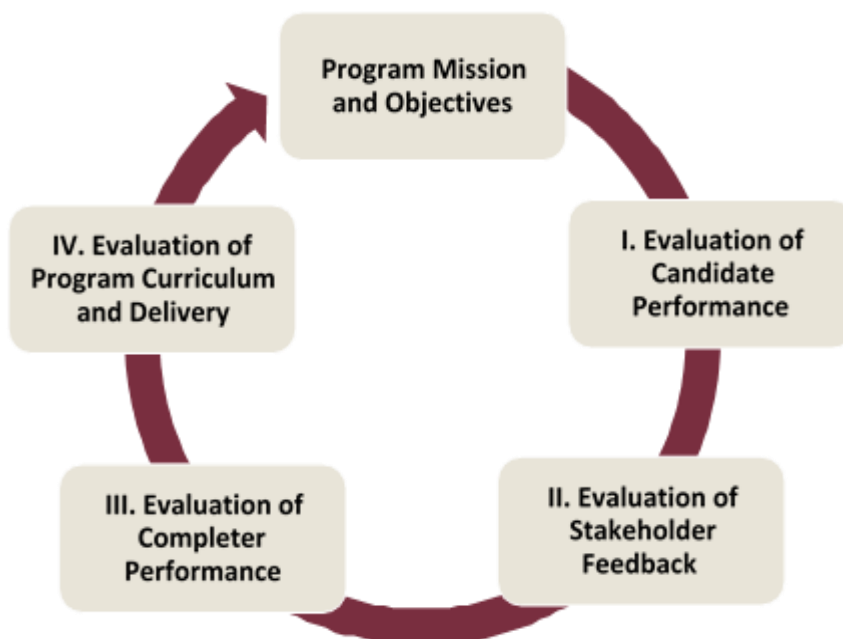 Program Mission
and Objectives
I. Evaluation of
Candidate
Performance
II. Evaluation of
Stakeholder
Feedback
III. Evaluation of
Completer
Performance
IV. Evaluation of
Program Curriculum
and Delivery